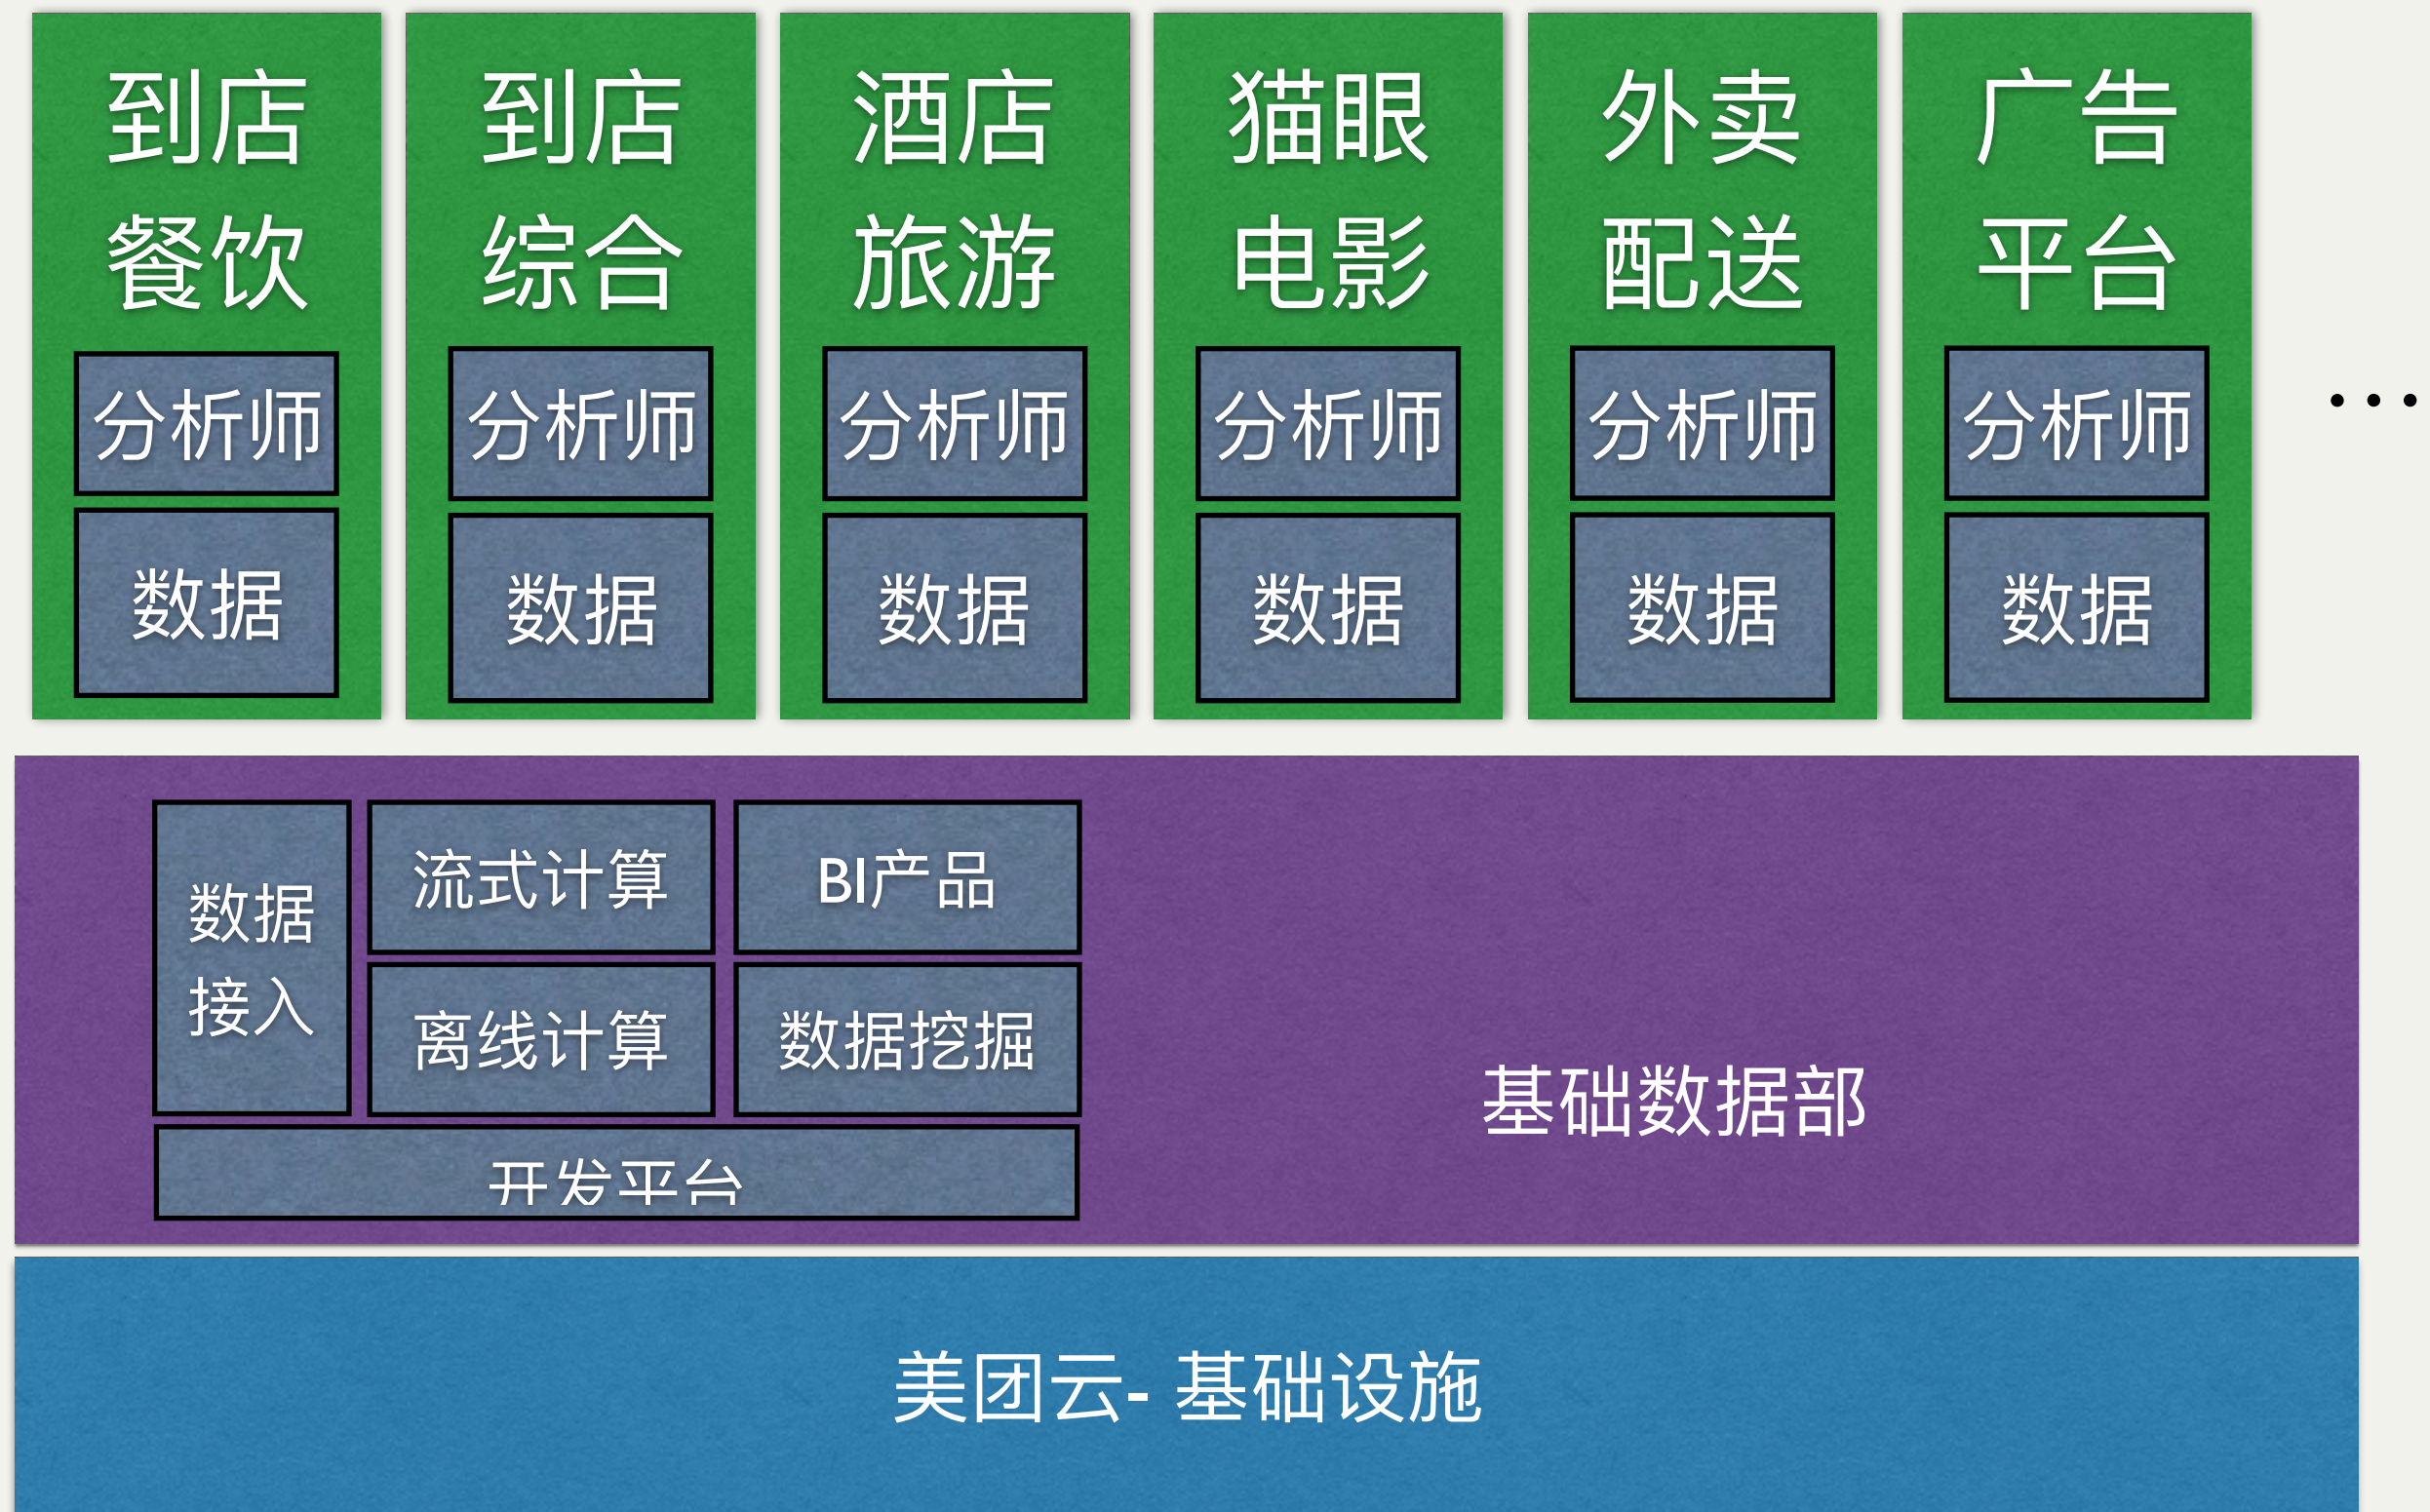 到店
餐饮
分析师
数据
到店
综合
分析师
数据
酒店
旅游
分析师
数据
猫眼
电影
分析师
数据
外卖
配送
分析师
数据
广告
平台
分析师
数据
...
数据
接入
流式计算
BI产品
离线计算
数据挖掘
开发平台
基础数据部
美团云- 基础设施